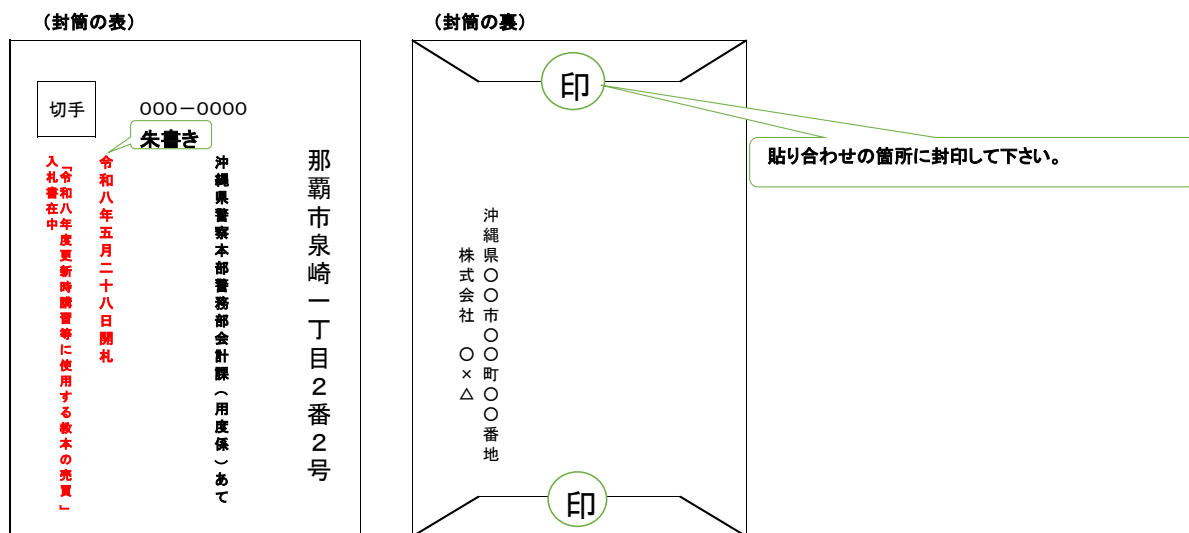 （封筒の表）
切手
000－0000
朱書き
那覇市泉崎一丁目２番２号
沖縄県警察本部警務部会計課（用度係）あて
令和八年五月二十八日開札
「令和八年度更新時講習等に使用する教本の売買」
入札書在中
（封筒の裏）
印
貼り合わせの箇所に封印して下さい。
沖縄県〇〇市〇〇町〇〇番地
株式会社　〇×△
印